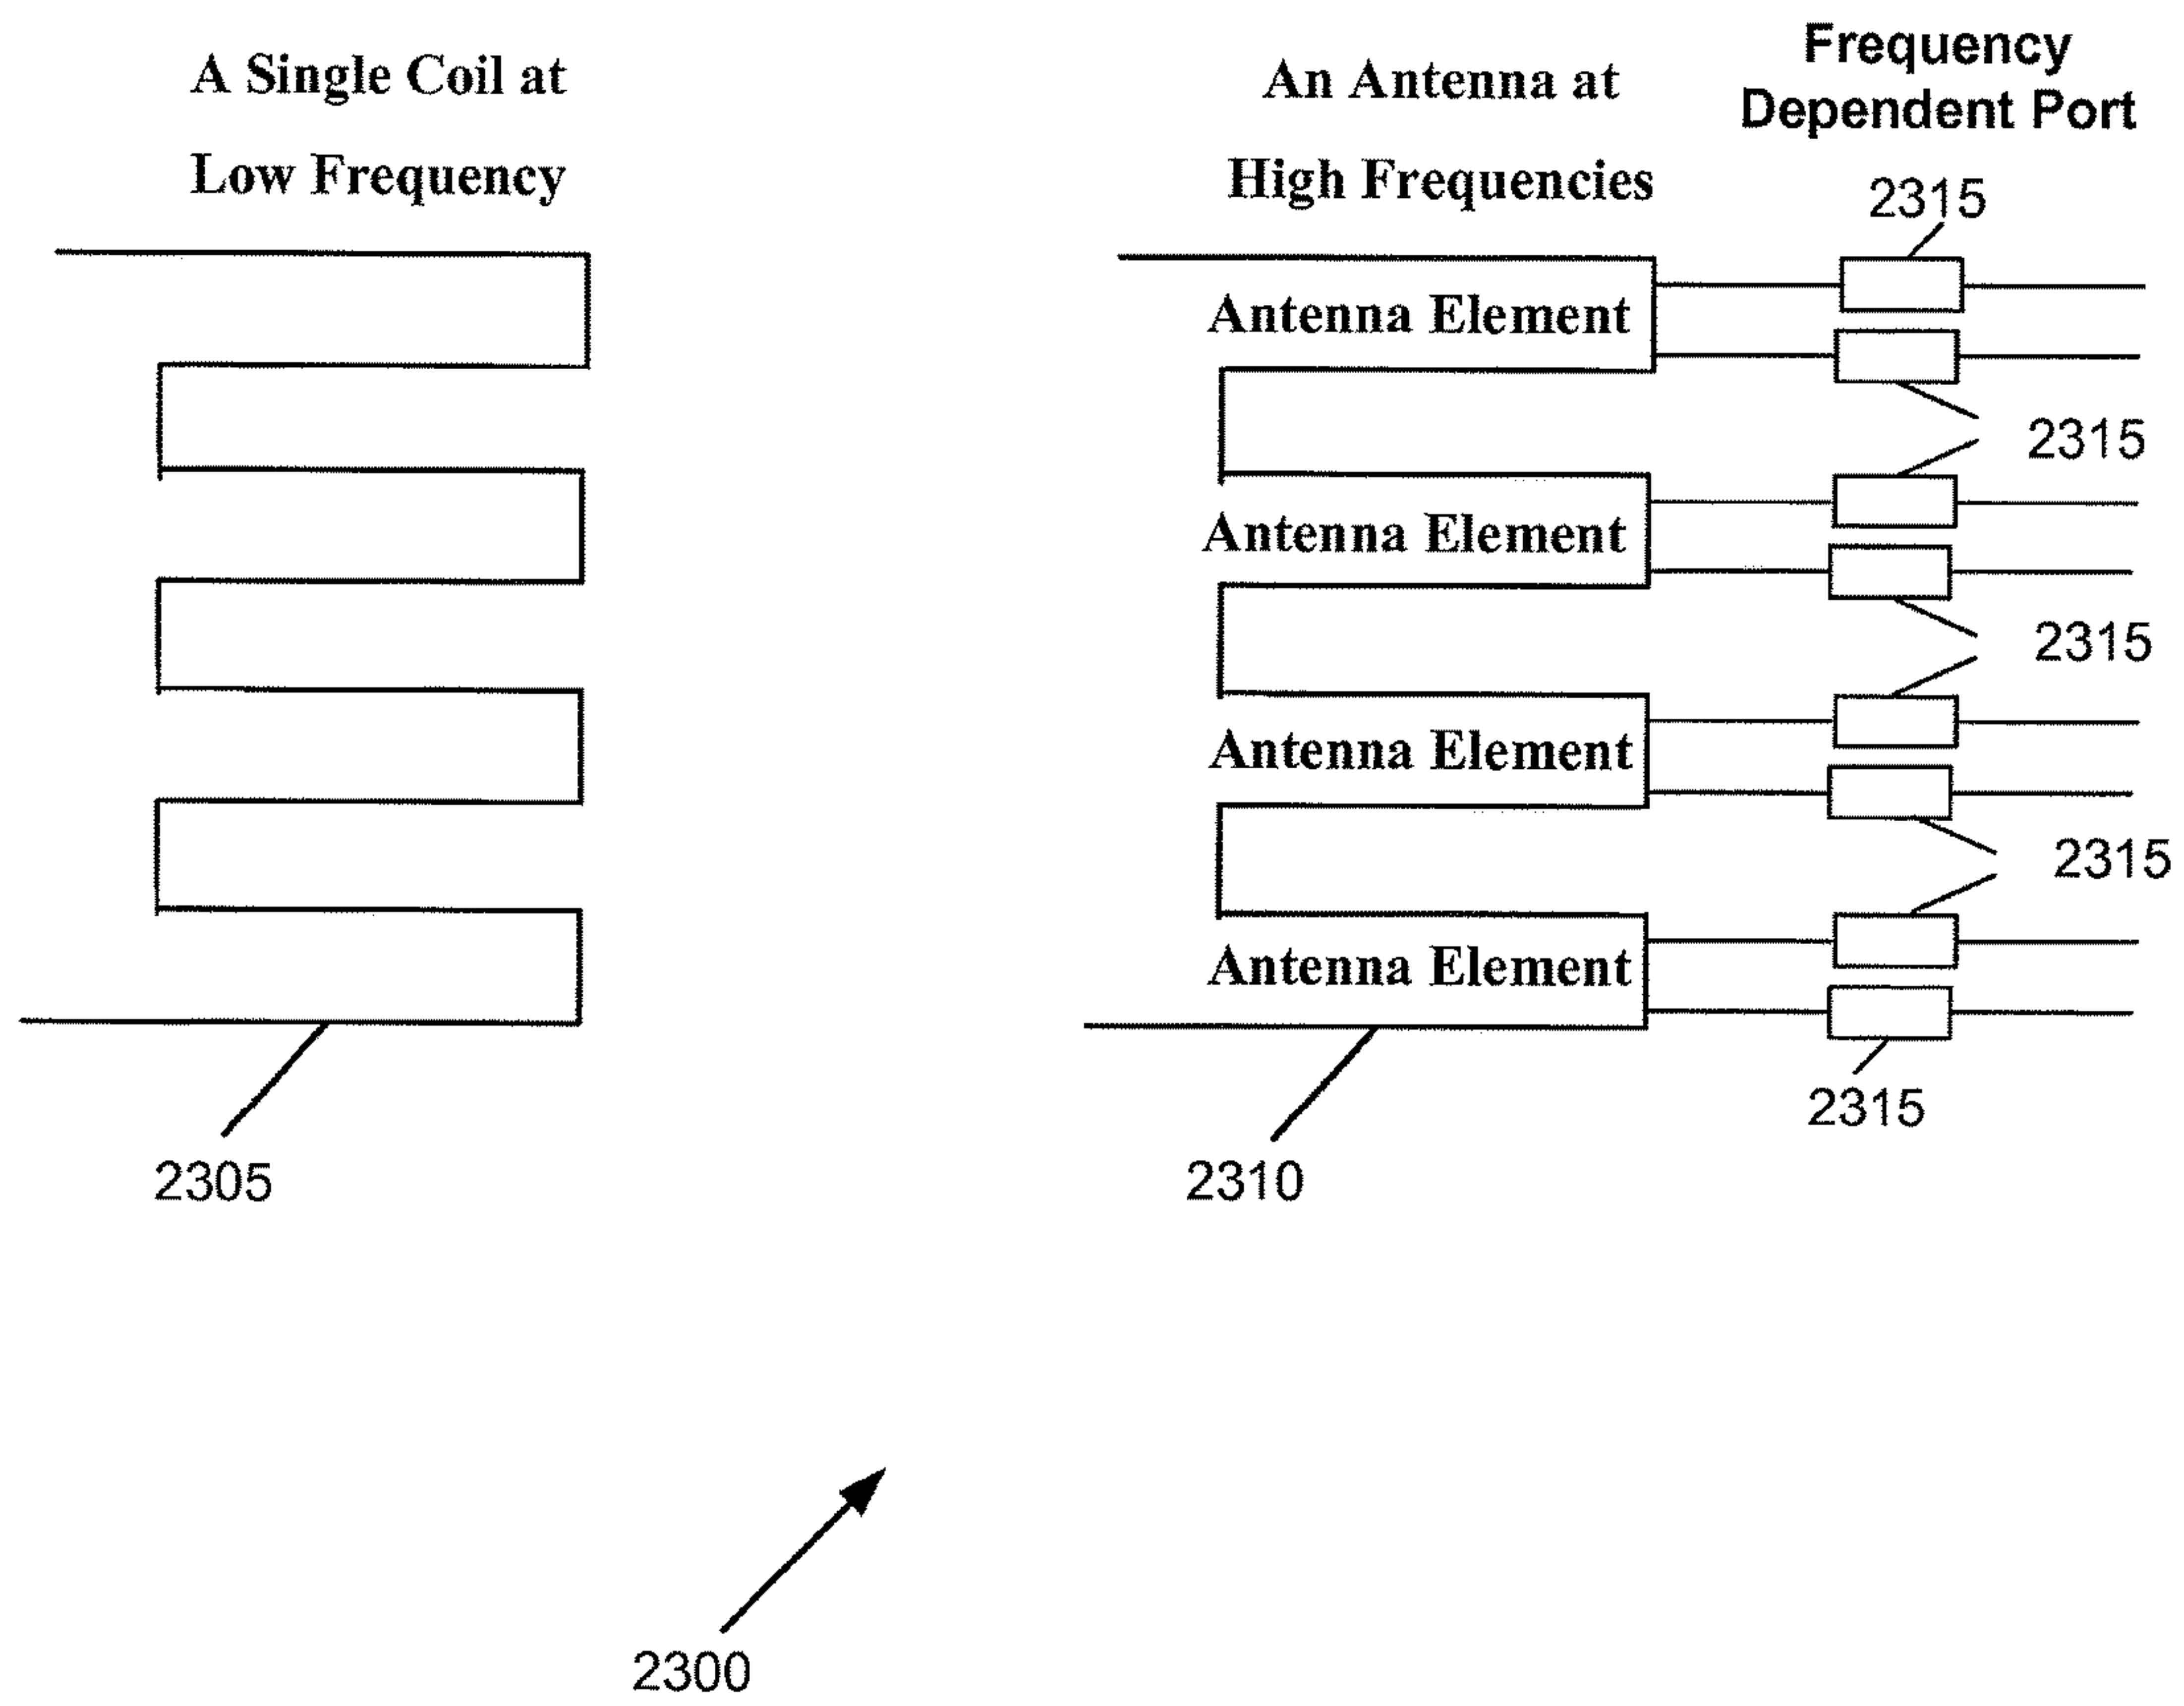 A Single Coil at
Low Frequency
An Antenna at
High Frequencies
Frequency
Dependent Port
2315
Antenna Element
2315
Antenna Element
2315
Antenna Element
2315
Antenna Element
2315
2305
2310
2300